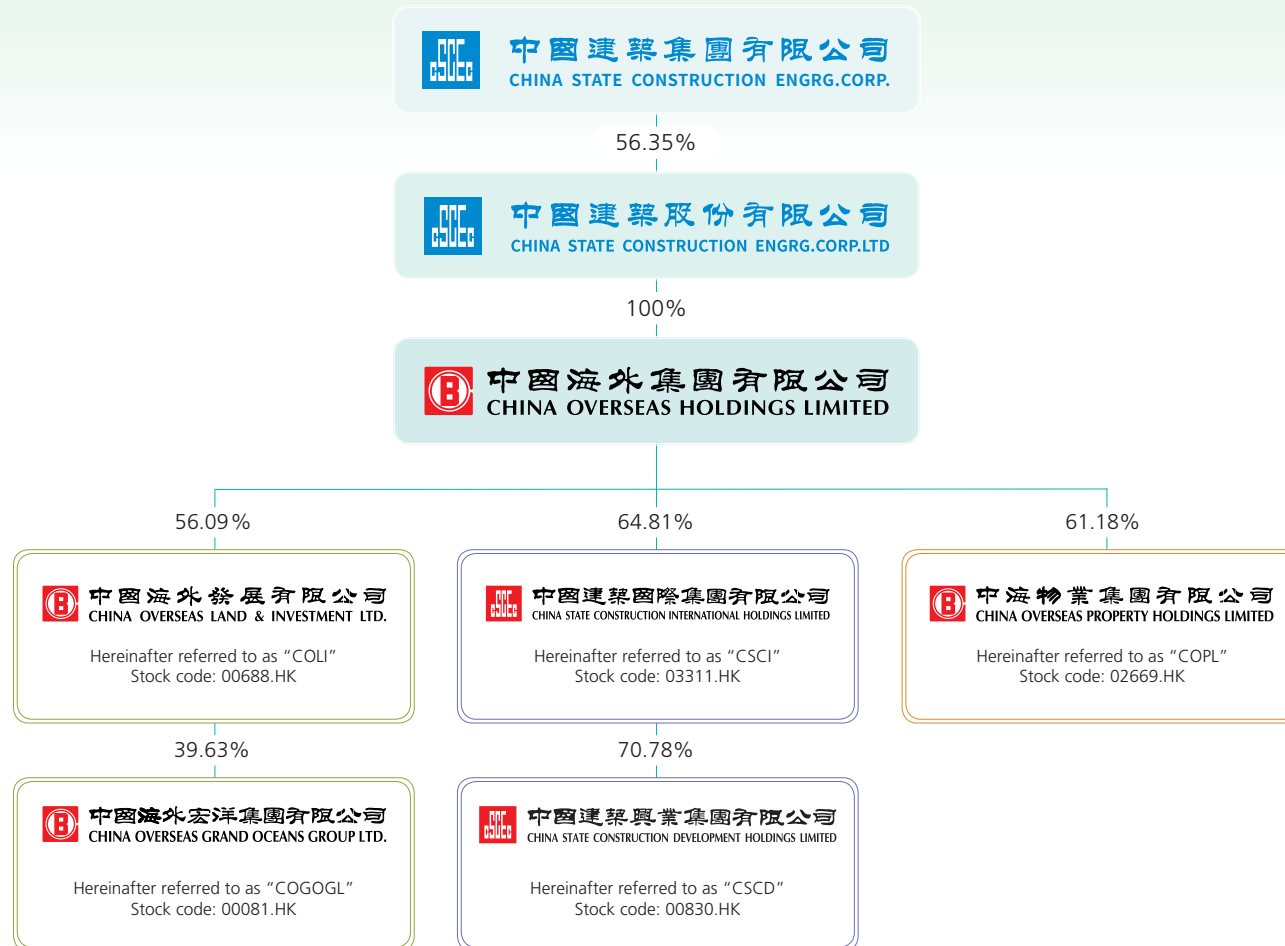 CSCEC
中國建築集團有限公司
CHINA STATE CONSTRUCTION ENGRG.CORP.
56.35%
CSCEC
中國建築股份有限公司
CHINA STATE CONSTRUCTION ENGRG.CORP.LTD
100%
中國海外集團有限公司
CHINA OVERSEAS HOLDINGS LIMITED
56.09%
64.81%
61.18%
中國海外發展有限公司
CHINA OVERSEAS LAND & INVESTMENT LTD.
Hereinafter referred to as “COLI”
Stock code: 00688.HK
CSCEC
中國建築國際集團有限公司
CHINA STATE CONSTRUCTION INTERNATIONAL HOLDINGS LIMITED
Hereinafter referred to as “CSCI”
Stock code: 03311.HK
中海物業集團有限公司
CHINA OVERSEAS PROPERTY HOLDINGS LIMITED
Hereinafter referred to as “COPL”
Stock code: 02669.HK
39.63%
70.78%
中國海外宏洋集團有限公司
CHINA OVERSEAS GRAND OCEANS GROUP LTD.
Hereinafter referred to as “COGOGL”
Stock code: 00081.HK
CSCEC
中國建築興業集團有限公司
CHINA STATE CONSTRUCTION DEVELOPMENT HOLDINGS LIMITED
Hereinafter referred to as “CSCD”
Stock code: 00830.HK